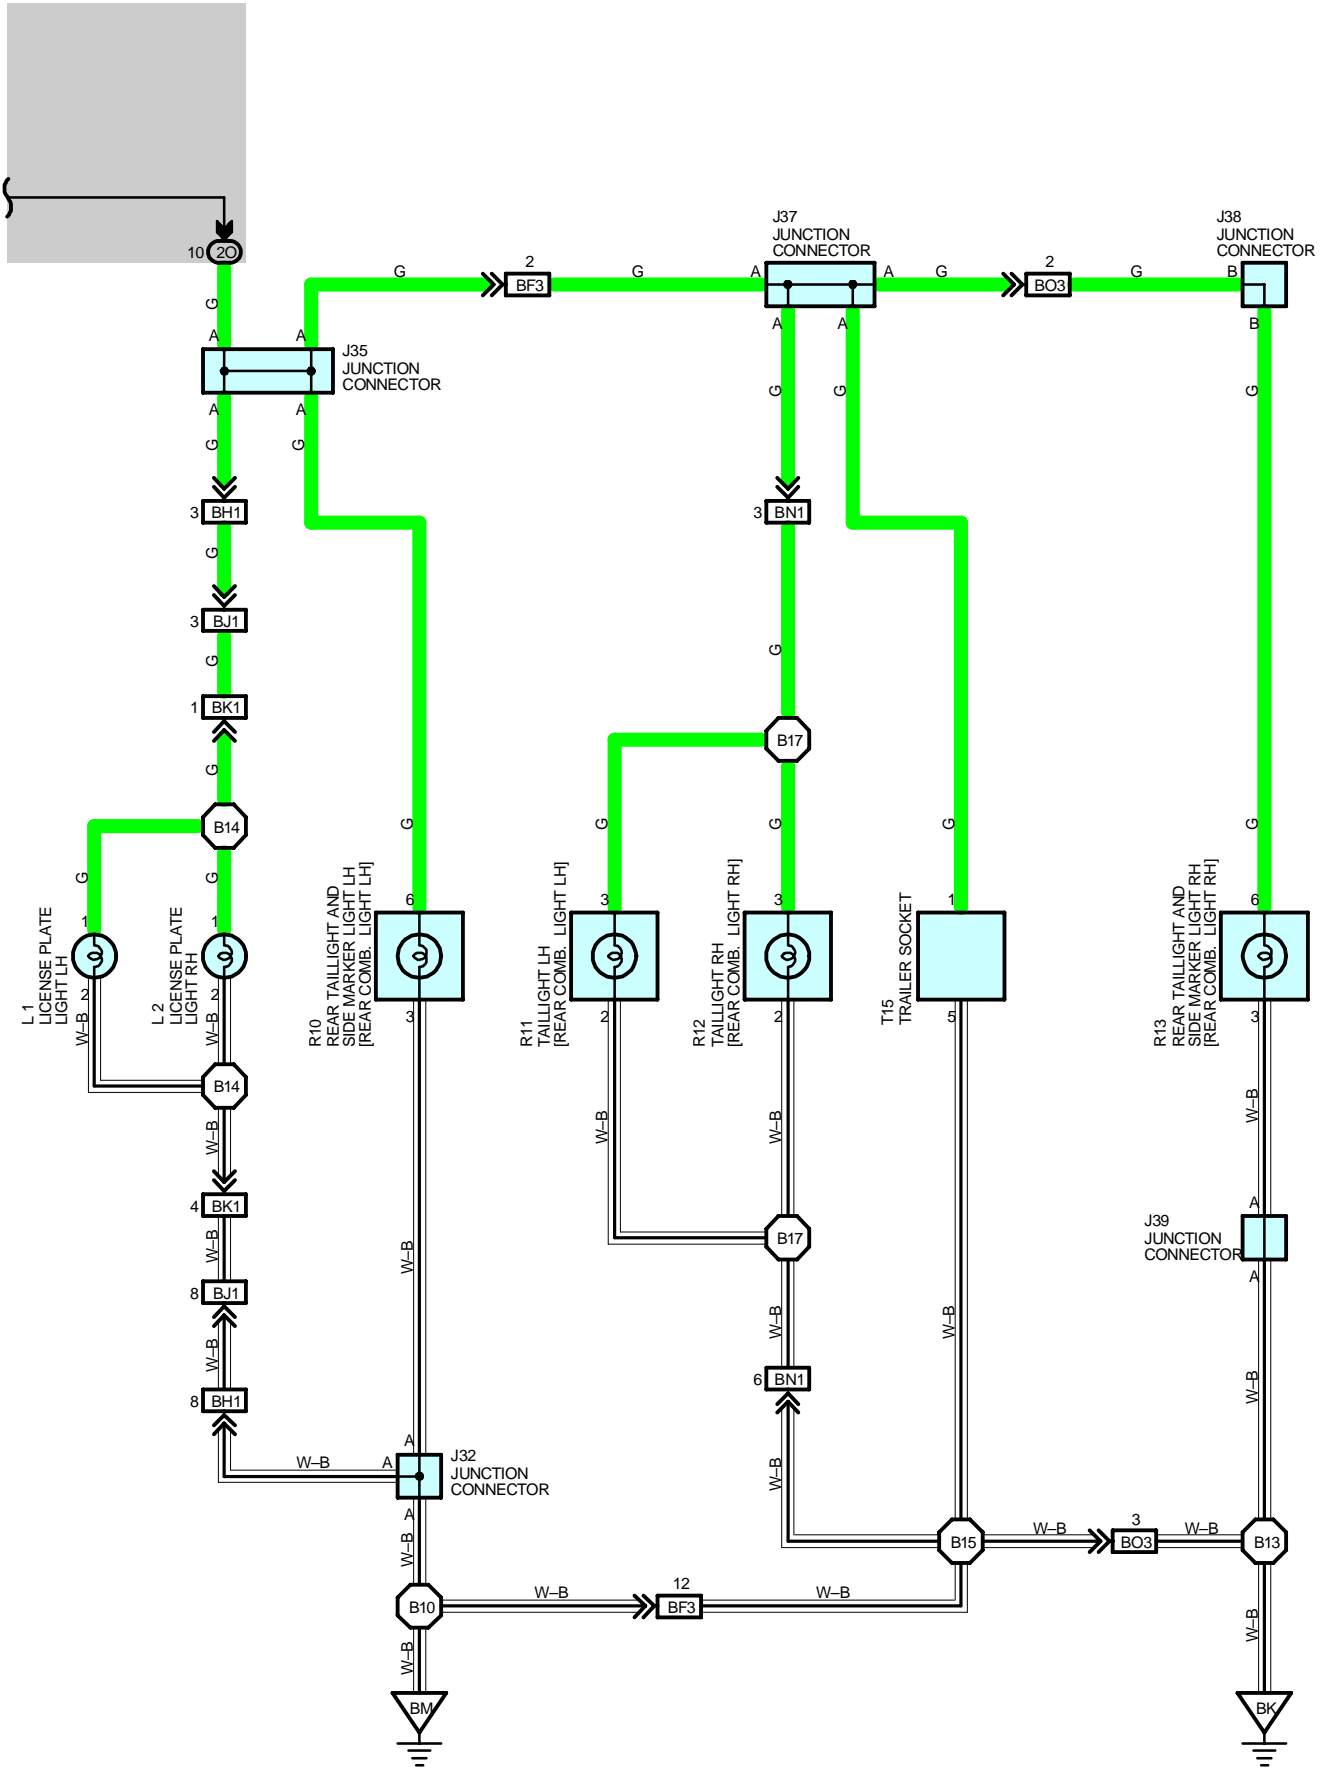 J37
JUNCTION
CONNECTOR
J38
JUNCTION
CONNECTOR
10 2O
G
2
BF3
G
A
A
G
2
BO3
G
B
G
A
A
J35
JUNCTION
CONNECTOR
A
A
B
A
A
G
G
G
G
G
3 BH1
3 BN1
G
3 BJ1
G
G
1 BK1
B17
G
B14
G
G
G
G
G
G
G
1
1
6
3
3
1
6
L 1
LICENSE PLATE
LIGHT LH
L 2
LICENSE PLATE
LIGHT RH
R10
REAR TAILLIGHT AND
SIDE MARKER LIGHT LH
[REAR COMB. LIGHT LH]
R11
TAILLIGHT LH
[REAR COMB. LIGHT LH]
R12
TAILLIGHT RH
[REAR COMB. LIGHT RH]
T15
TRAILER SOCKET
R13
REAR TAILLIGHT AND
SIDE MARKER LIGHT RH
[REAR COMB. LIGHT RH]
2
2
3
2
2
5
3
W–B
W–B
B14
W–B
W–B
W–B
W–B
A
4 BK1
J39
JUNCTION
CONNECTOR
B17
W–B
W–B
A
8 BJ1
W–B
W–B
W–B
6 BN1
W–B
8 BH1
A
W–B
A
J32
JUNCTION
CONNECTOR
W–B
A
W–B
B15
W–B
3
BO3
W–B
B13
B10
W–B
12
BF3
W–B
W–B
W–B
BM
BK